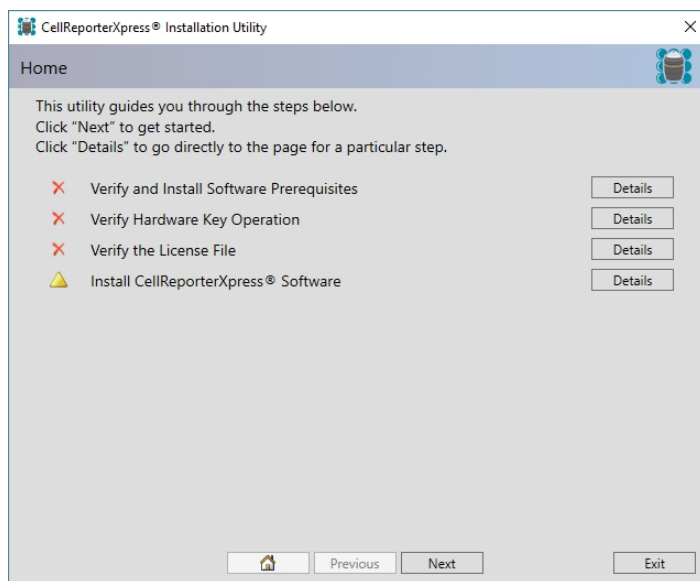 CellReporterXpress® Installation Utility
Home
This utility guides you through the steps below.
Click “Next” to get started.
Click “Details” to go directly to the page for a particular step.
Verify and Install Software Prerequisites Details
Verify Hardware Key Operation Details
Verify the License File Details
Install CellReporterXpress® Software Details
Previous Next Exit